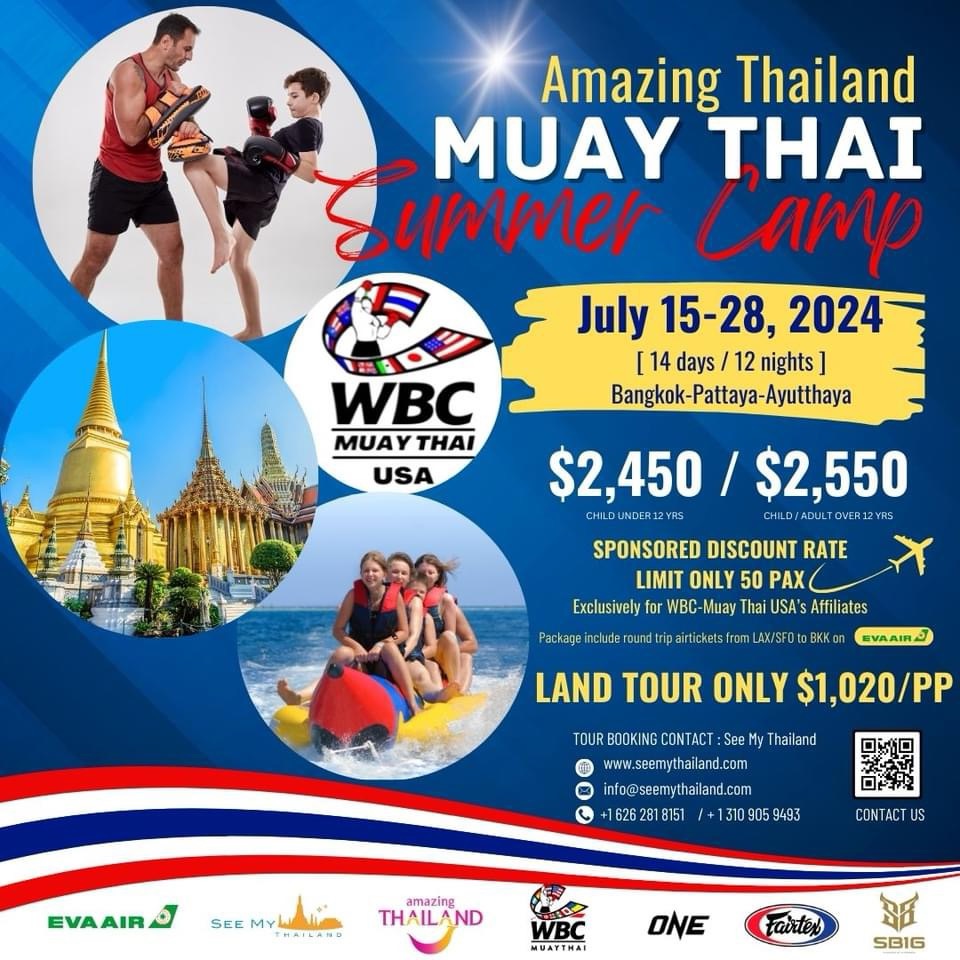 Amazing Thailand
MUAY THAI
Summer Camp
July 15-28, 2024
[ 14 days / 12 nights ]
Bangkok-Pattaya-Ayutthaya
WBC
MUAY THAI
USA
$2,450 / $2,550
CHILD UNDER 12 YRS
CHILD / ADULT OVER 12 YRS
SPONSORED DISCOUNT RATE
LIMIT ONLY 50 PAX
Exclusively for WBC-Muay Thai USA's Affiliates
Package include round trip airtickets from LAX/SFO to BKK on EVA AIR
LAND TOUR ONLY $1,020/PP
TOUR BOOKING CONTACT : See My Thailand
www.seemythailand.com
info@seemythailand.com
+1 626 281 8151 / + 1 310 905 9493
CONTACT US
EVA AIR
SEE MY
THAILAND
amazing
THAILAND
WBC
MUAYTHAI
ONE
Fairtex
SBIG